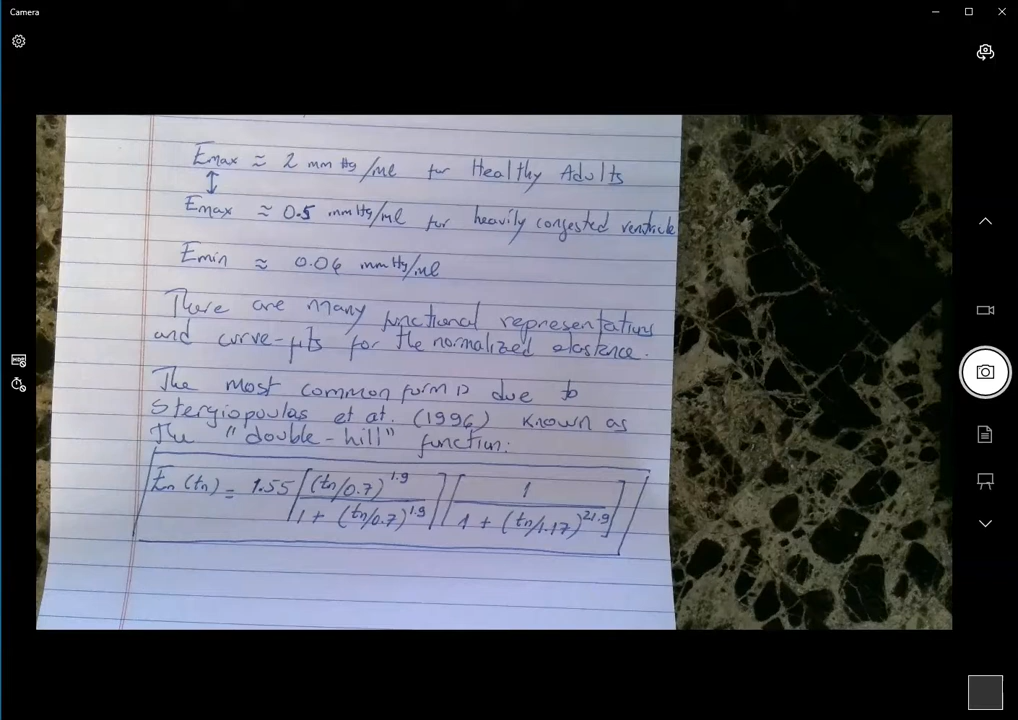 Camera
Emax ≈ 2 mmHg/ml for Healthy Adults
↕
Emax ≈ 0.5 mmHg/ml for heavily congested ventricle
Emin ≈ 0.06 mmHg/ml
There are many functional representations
and curve-fits for the normalized elastence.
The most common form is due to
Stergiopoulas et at. (1996) known as
the "double-hill" function:
En(tn) = 1.55 [(tn/0.7)^1.9 / (1 + (tn/0.7)^1.9)] [1 / (1 + (tn/1.17)^21.9)]